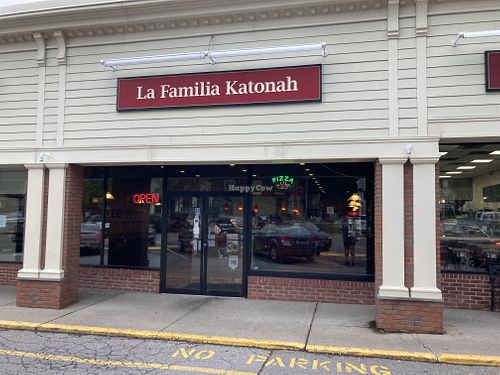 La Familia Katonah
PIZZA
OPEN
HappyCow
NO PARKING